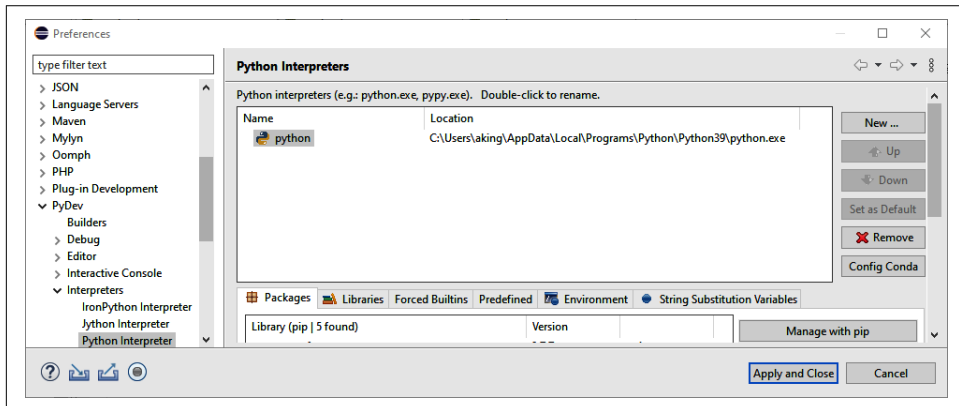 Preferences
type filter text
JSON
Language Servers
Maven
Mylyn
Oomph
PHP
Plug-in Development
PyDev
Builders
Debug
Editor
Interactive Console
Interpreters
IronPython Interpreter
Jython Interpreter
Python Interpreter
Python Interpreters
Python interpreters (e.g.: python.exe, pypy.exe). Double-click to rename.
Name Location
python C:\Users\aking\AppData\Local\Programs\Python\Python39\python.exe
New ...
Up
Down
Set as Default
Remove
Config Conda
Packages Libraries Forced Builtins Predefined Environment String Substitution Variables
Library (pip | 5 found) Version
Manage with pip
Apply and Close Cancel